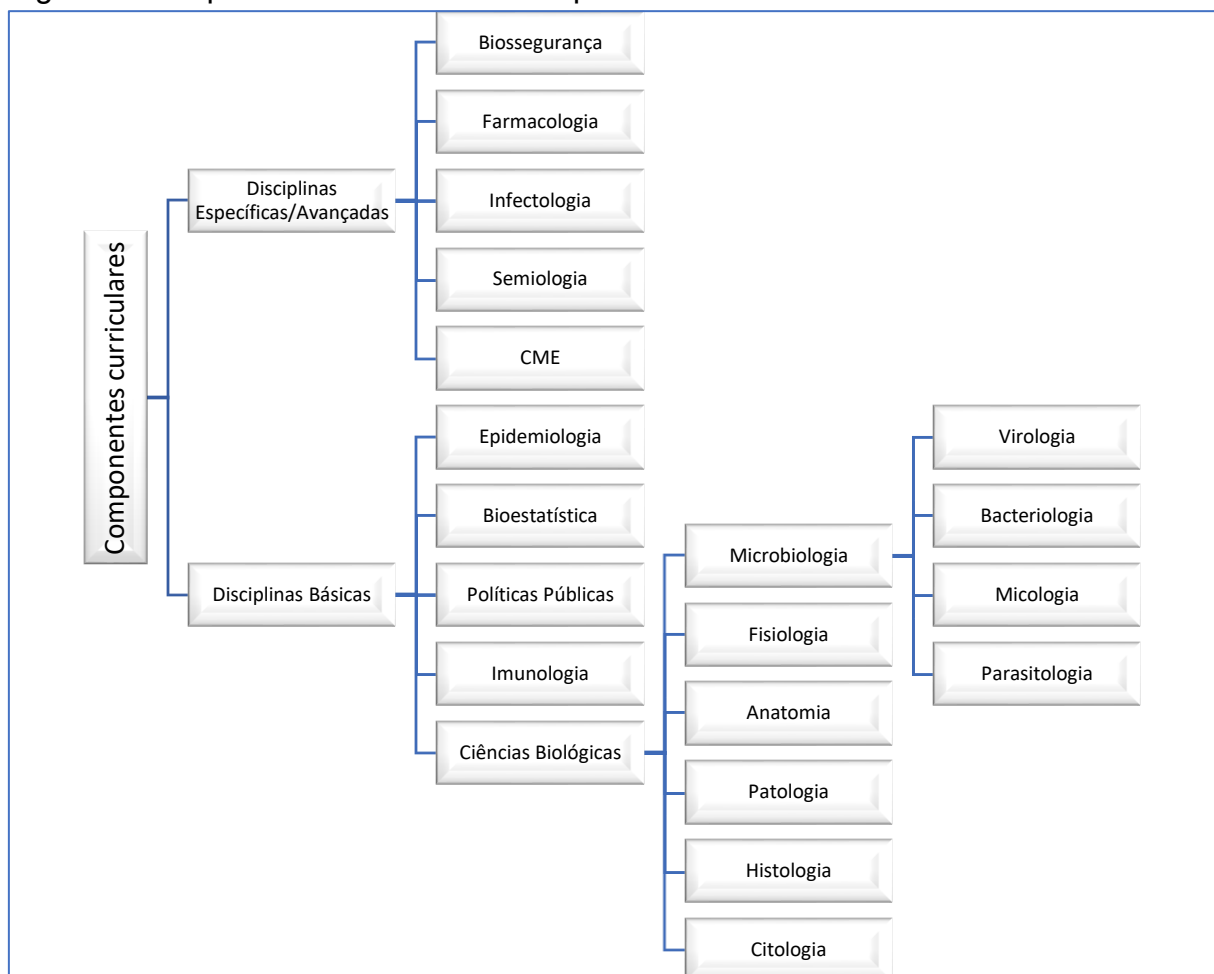 Biossegurança
Farmacologia
Disciplinas
Específicas/Avançadas
Infectologia
Semiologia
CME
Componentes curriculares
Epidemiologia
Bioestatística
Disciplinas Básicas
Políticas Públicas
Imunologia
Ciências Biológicas
Microbiologia
Fisiologia
Anatomia
Patologia
Histologia
Citologia
Virologia
Bacteriologia
Micologia
Parasitologia